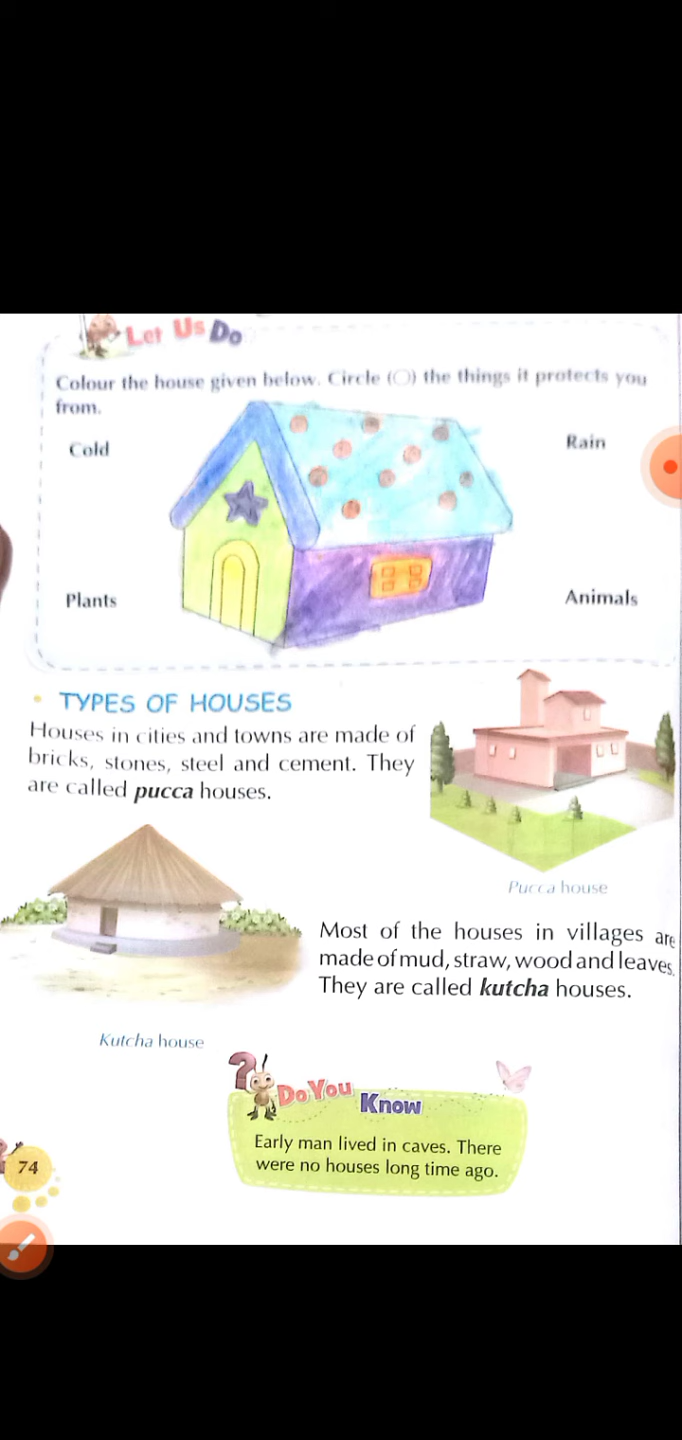 Let Us Do
Colour the house given below. Circle (○) the things it protects you
from.
Cold
Rain
Plants
Animals
• TYPES OF HOUSES
Houses in cities and towns are made of
bricks, stones, steel and cement. They
are called pucca houses.
Pucca house
Most of the houses in villages are
made of mud, straw, wood and leaves.
They are called kutcha houses.
Kutcha house
? Do You Know
Early man lived in caves. There
were no houses long time ago.
74